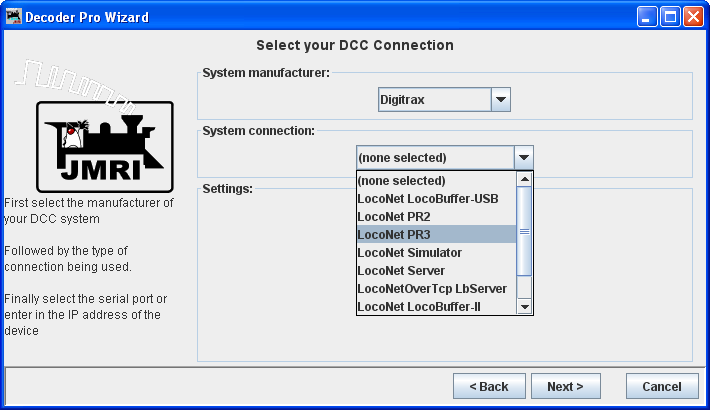 Decoder Pro Wizard
Select your DCC Connection
System manufacturer:
Digitrax
System connection:
(none selected)
Settings:
(none selected)
LocoNet LocoBuffer-USB
LocoNet PR2
LocoNet PR3
LocoNet Simulator
LocoNet Server
LocoNetOverTcp LbServer
LocoNet LocoBuffer-II
JMRI
First select the manufacturer of
your DCC system
Followed by the type of
connection being used.
Finally select the serial port or
enter in the IP address of the
device
< Back
Next >
Cancel